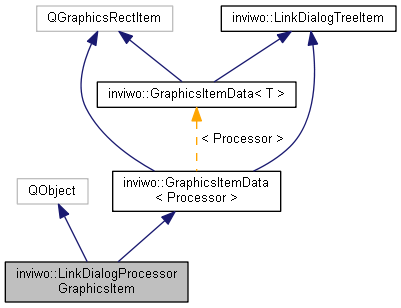 QGraphicsRectItem
inviwo::LinkDialogTreeItem
inviwo::GraphicsItemData< T >
< Processor >
QObject
inviwo::GraphicsItemData
< Processor >
inviwo::LinkDialogProcessor
GraphicsItem